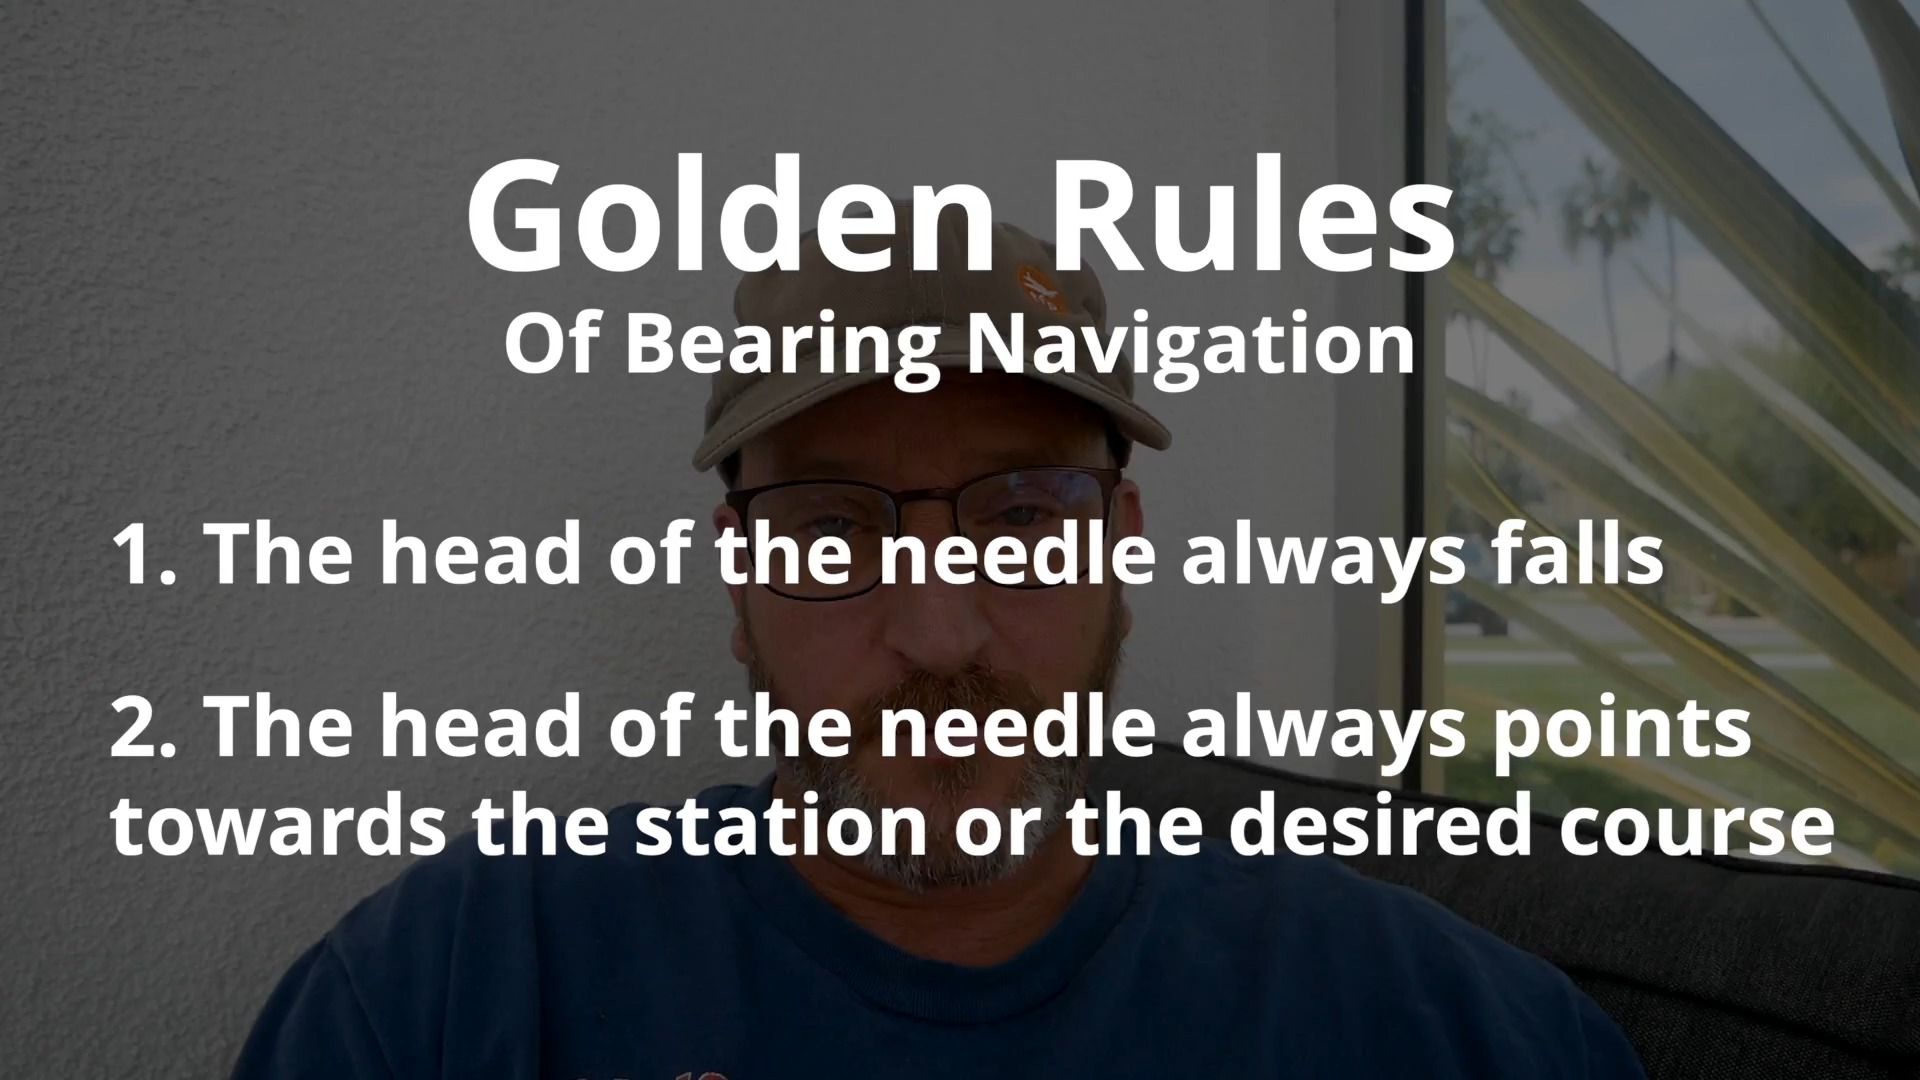 Golden Rules
Of Bearing Navigation
1. The head of the needle always falls
2. The head of the needle always points
towards the station or the desired course